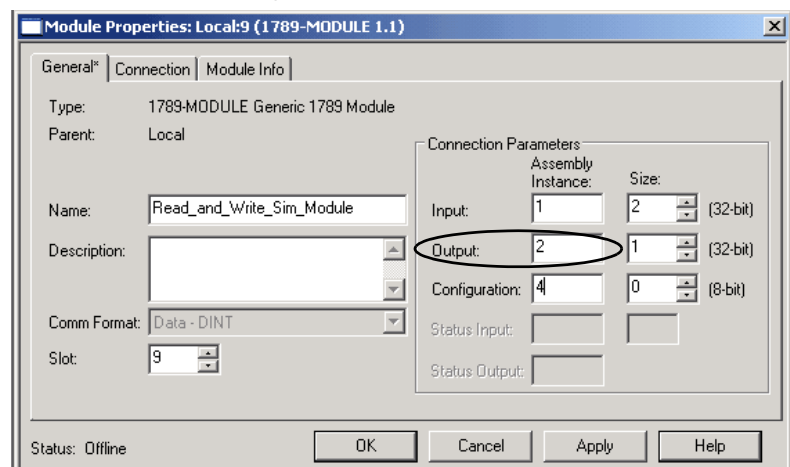 Module Properties: Local:9 (1789-MODULE 1.1)
General* Connection Module Info
Type: 1789-MODULE Generic 1789 Module
Parent: Local
Connection Parameters
Assembly
Instance: Size:
Name: Read_and_Write_Sim_Module
Input: 1 2 (32-bit)
Description:
Output: 2 1 (32-bit)
Configuration: 4 0 (8-bit)
Comm Format: Data - DINT
Status Input:
Slot: 9
Status Output:
Status: Offline
OK Cancel Apply Help